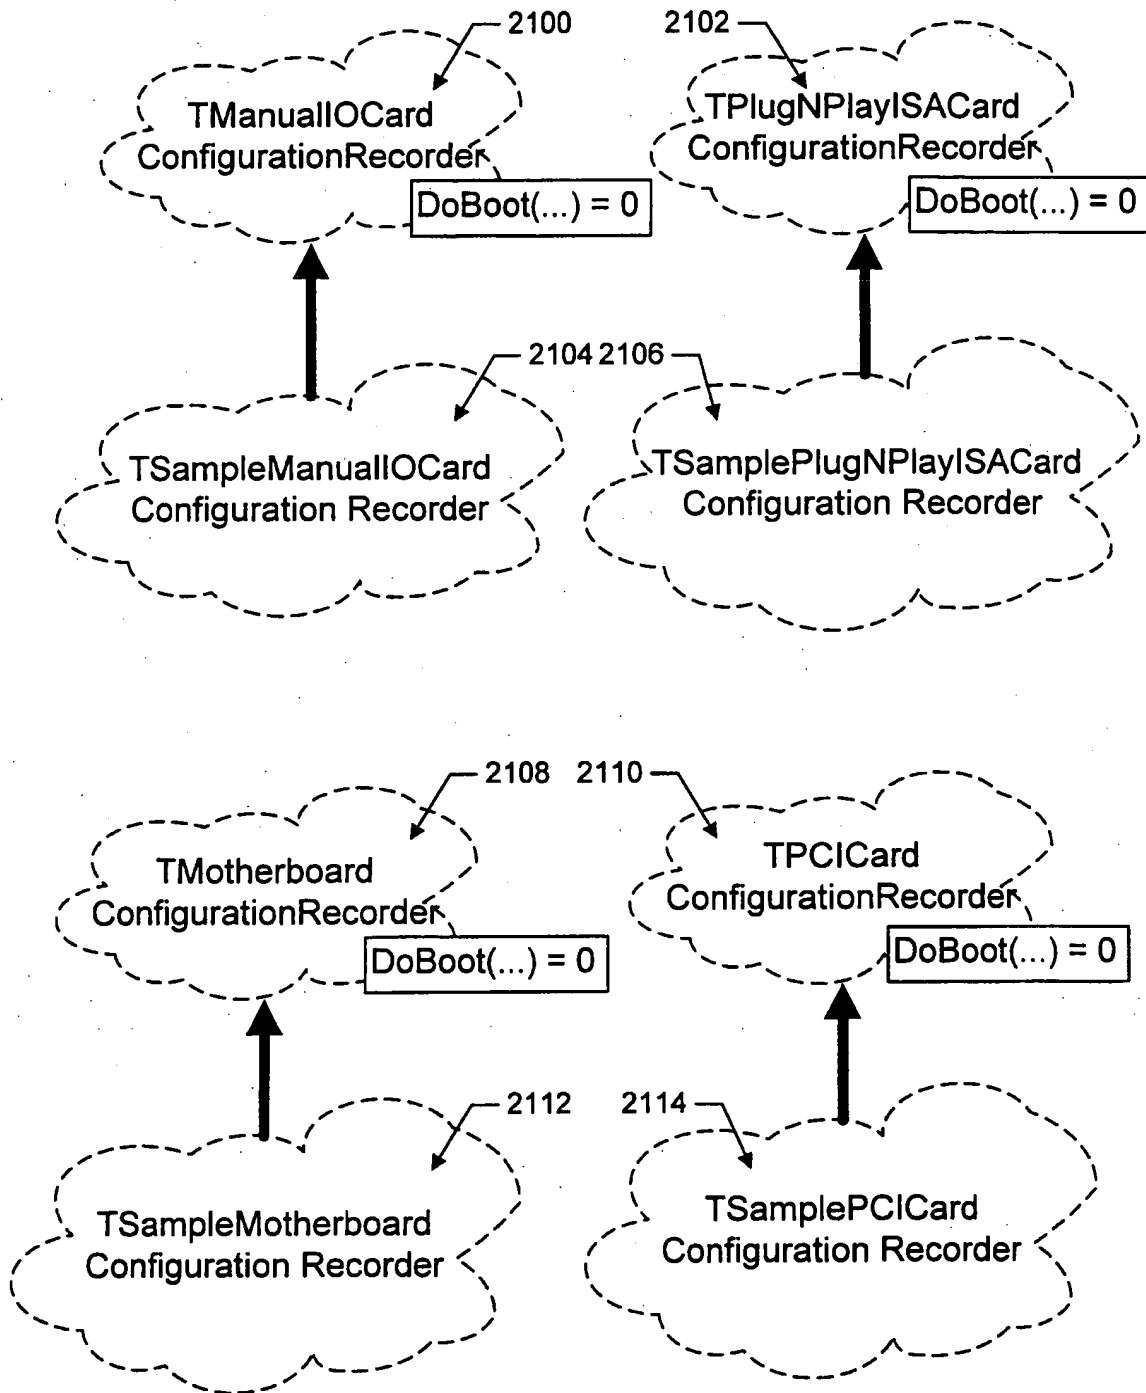 2100
2102
TManualIOCard
ConfigurationRecorder
DoBoot(...) = 0
TPlugNPlayISACard
ConfigurationRecorder
DoBoot(...) = 0
2104
2106
TSampleManualIOCard
Configuration Recorder
TSamplePlugNPlayISACard
Configuration Recorder
2108
2110
TMotherboard
ConfigurationRecorder
DoBoot(...) = 0
TPCICard
ConfigurationRecorder
DoBoot(...) = 0
2112
2114
TSampleMotherboard
Configuration Recorder
TSamplePCICard
Configuration Recorder